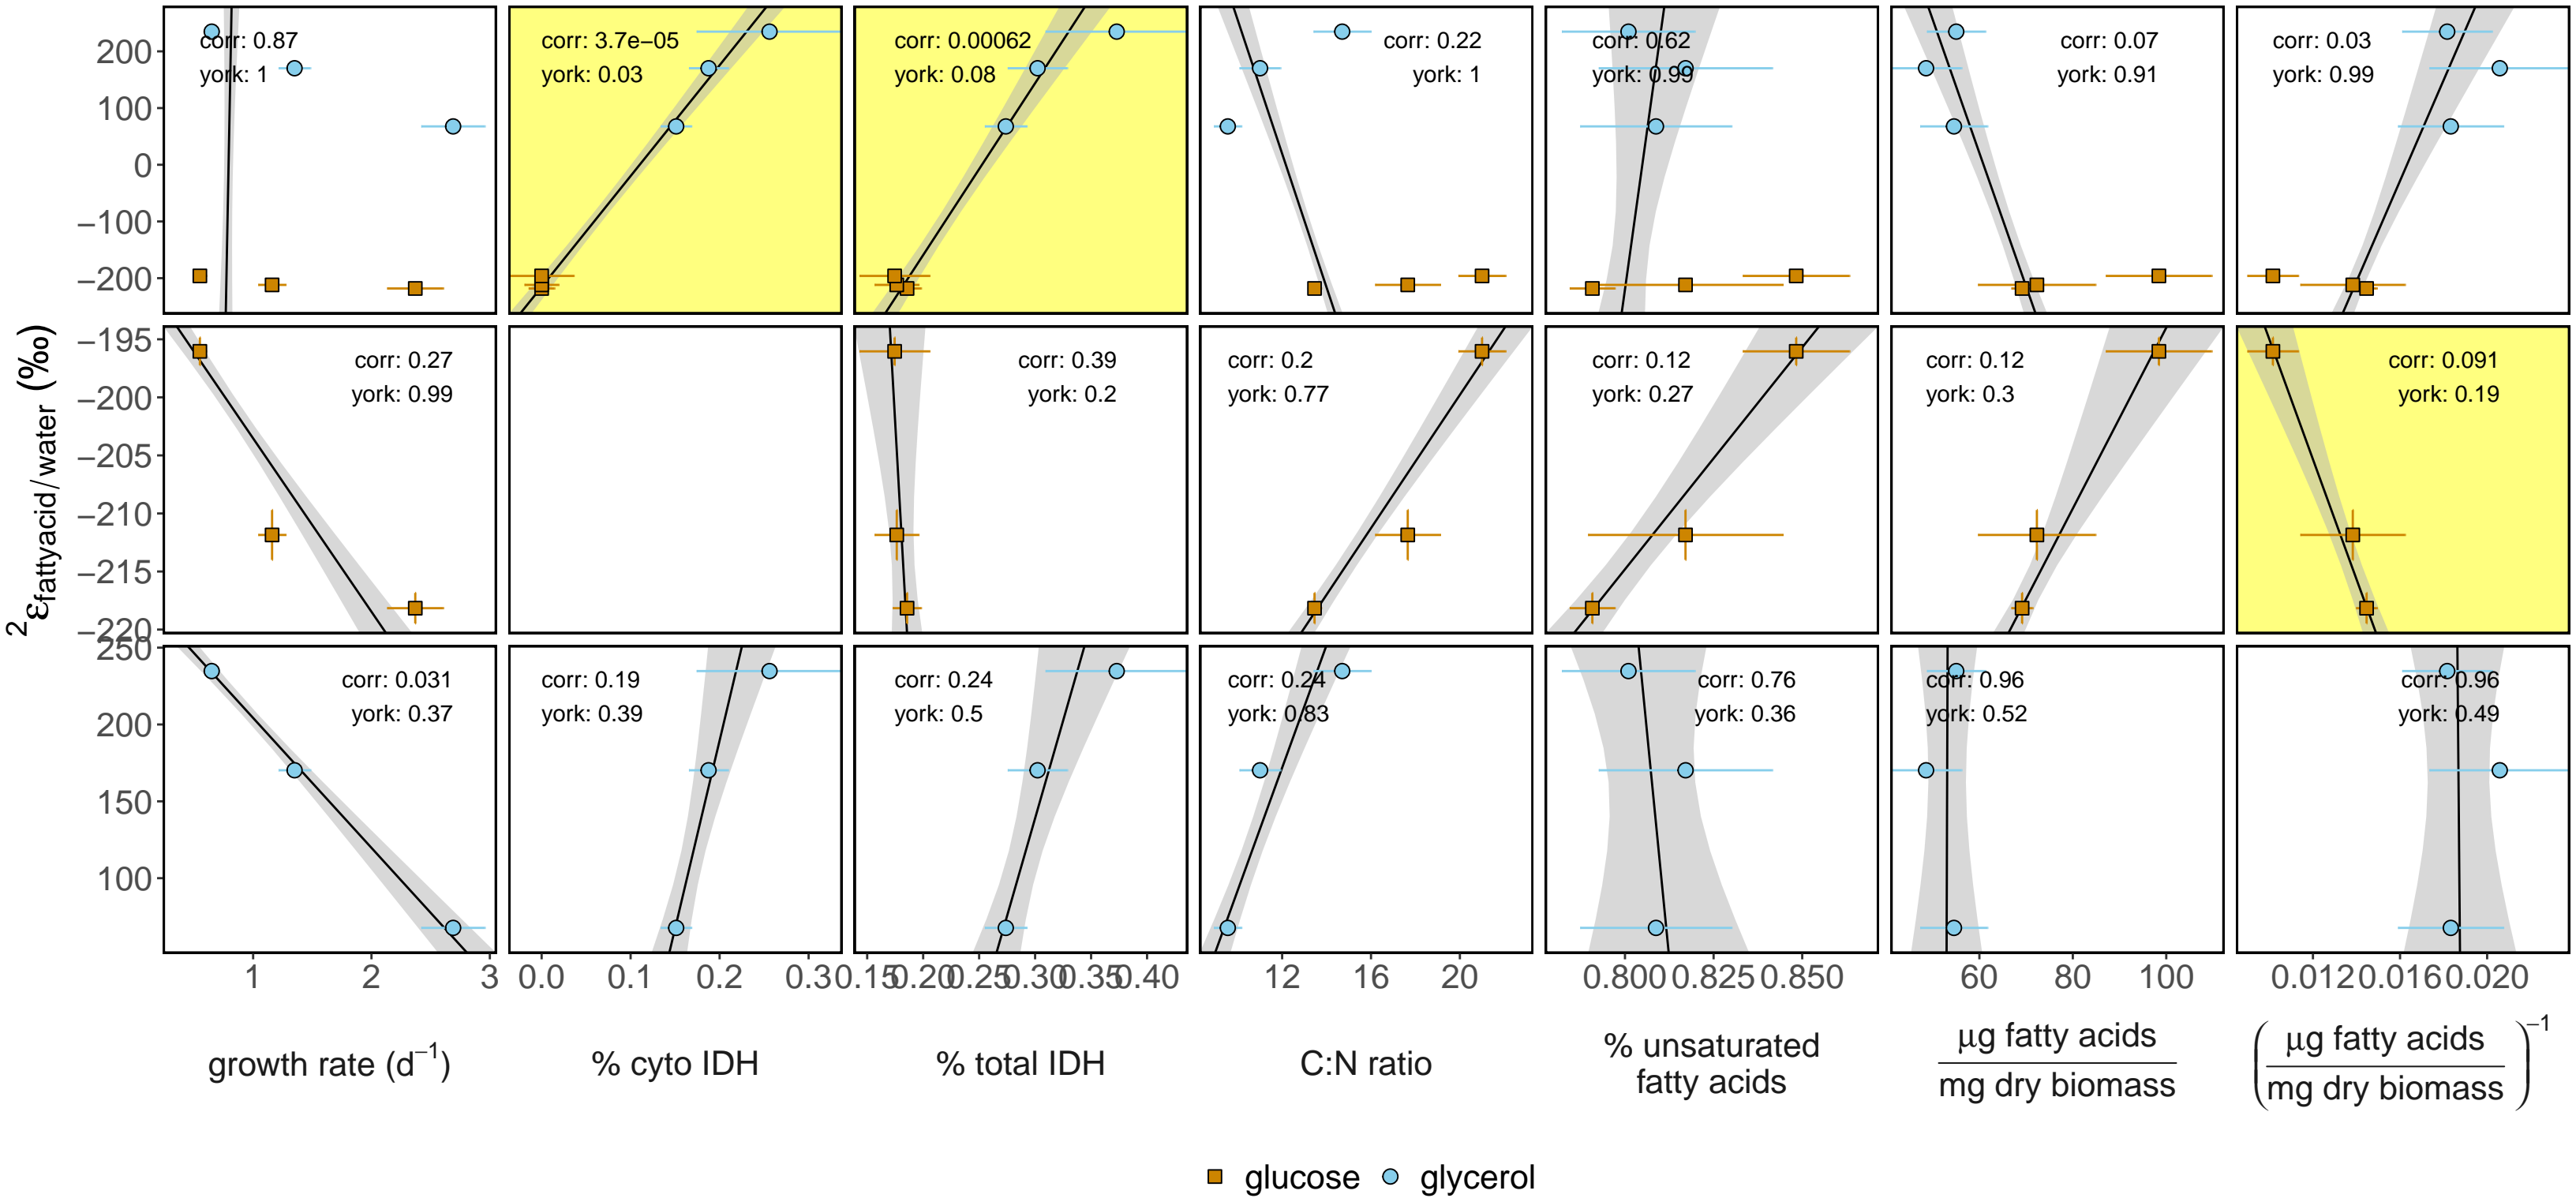 corr: 0.87
york: 1
corr: 3.7e−05
york: 0.03
corr: 0.00062
york: 0.08
corr: 0.22
york: 1
corr: 0.62
york: 0.99
corr: 0.07
york: 0.91
corr: 0.03
york: 0.99
200
100
0
−100
−200
corr: 0.27
york: 0.99
corr: 0.39
york: 0.2
corr: 0.2
york: 0.77
corr: 0.12
york: 0.27
corr: 0.12
york: 0.3
corr: 0.091
york: 0.19
−195
−200
−205
−210
−215
−220
²εfattyacid/water (‰)
corr: 0.031
york: 0.37
corr: 0.19
york: 0.39
corr: 0.24
york: 0.5
corr: 0.24
york: 0.83
corr: 0.76
york: 0.36
corr: 0.96
york: 0.52
corr: 0.96
york: 0.49
250
200
150
100
1 2 3
0.0 0.1 0.2 0.3
0.15 0.20 0.25 0.30 0.35 0.40
12 16 20
0.800 0.825 0.850
60 80 100
0.012 0.016 0.020
growth rate (d⁻¹)
% cyto IDH
% total IDH
C:N ratio
% unsaturated
fatty acids
µg fatty acids
mg dry biomass
(µg fatty acids
mg dry biomass)⁻¹
glucose glycerol